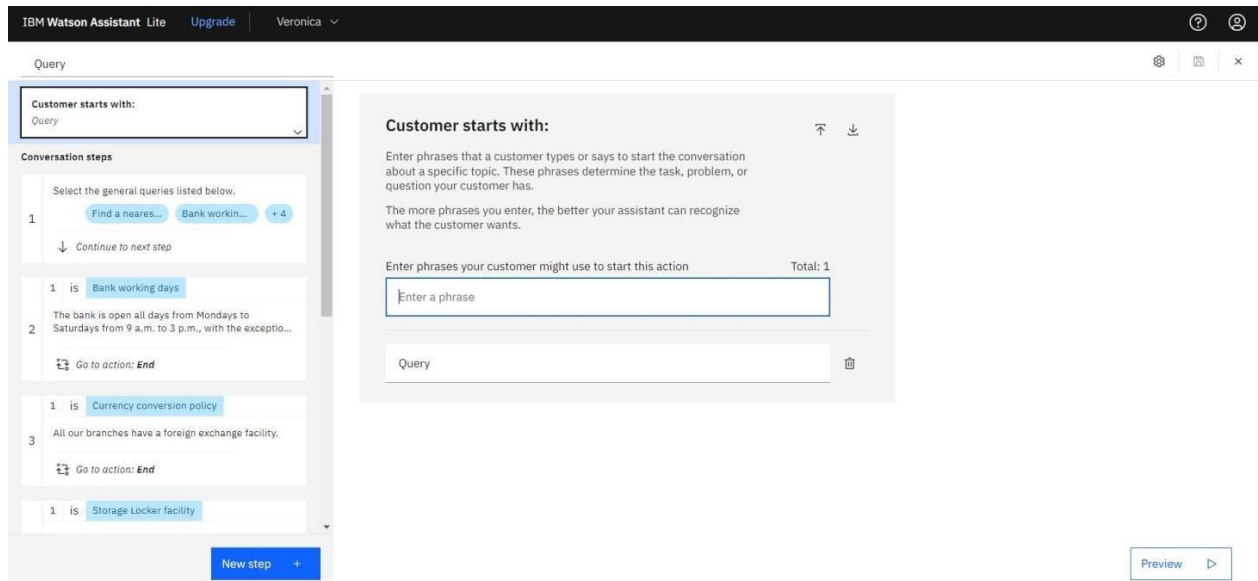 IBM Watson Assistant Lite Upgrade Veronica
Query
Customer starts with:
Query
Conversation steps
1
Select the general queries listed below.
Find a neares... Bank workin... + 4
Continue to next step
2
1 is Bank working days
The bank is open all days from Mondays to
Saturdays from 9 a.m. to 3 p.m., with the exceptio...
Go to action: End
3
1 is Currency conversion policy
All our branches have a foreign exchange facility.
Go to action: End
1 is Storage Locker facility
New step +
Customer starts with:
Enter phrases that a customer types or says to start the conversation
about a specific topic. These phrases determine the task, problem, or
question your customer has.
The more phrases you enter, the better your assistant can recognize
what the customer wants.
Enter phrases your customer might use to start this action Total: 1
Enter a phrase
Query
Preview